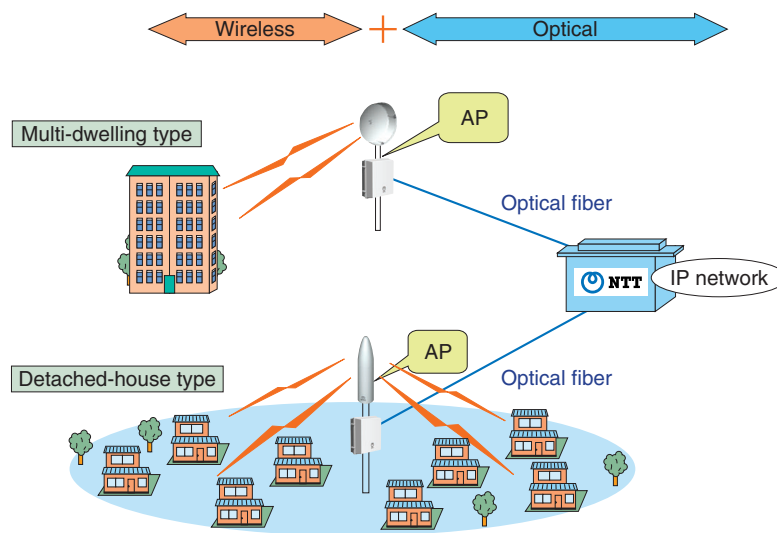 Wireless
Optical
AP
Multi-dwelling type
Optical fiber
NTT
IP network
AP
Detached-house type
Optical fiber